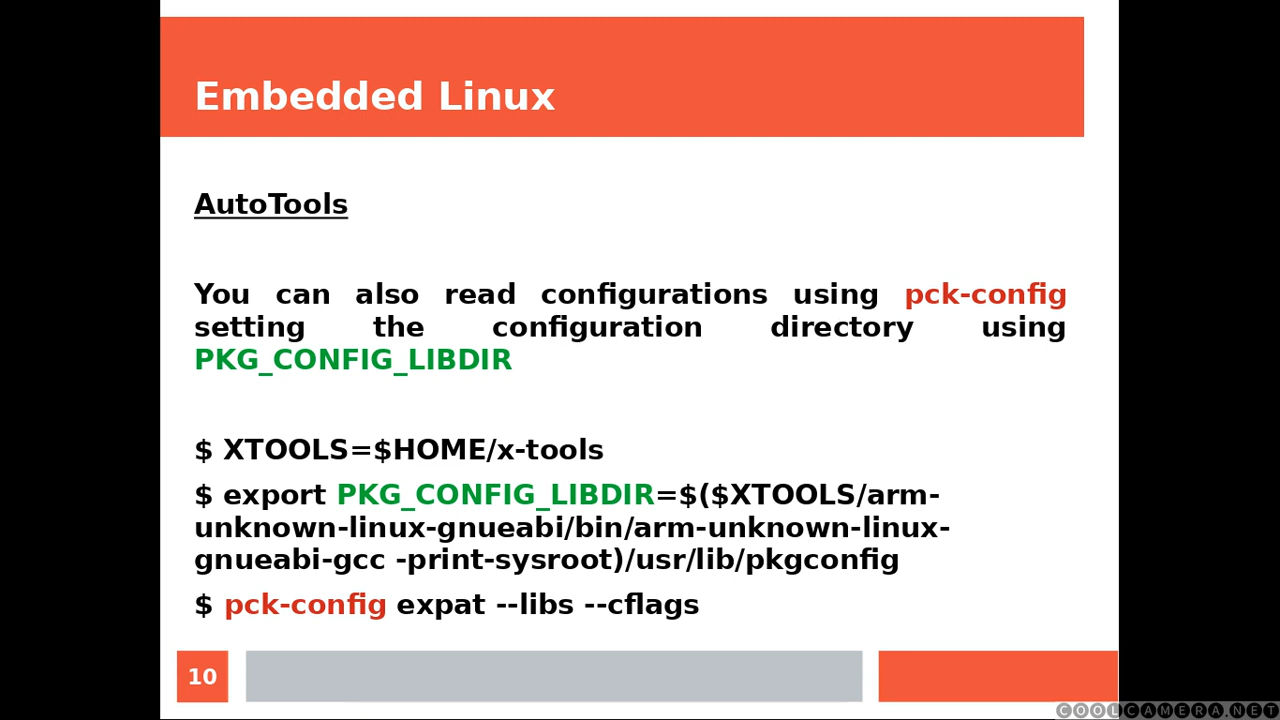 Embedded Linux
AutoTools
You can also read configurations using pck-config
setting the configuration directory using
PKG_CONFIG_LIBDIR
$ XTOOLS=$HOME/x-tools
$ export PKG_CONFIG_LIBDIR=$($XTOOLS/arm-
unknown-linux-gnueabi/bin/arm-unknown-linux-
gnueabi-gcc -print-sysroot)/usr/lib/pkgconfig
$ pck-config expat --libs --cflags
10
COOLCAMERA.NET